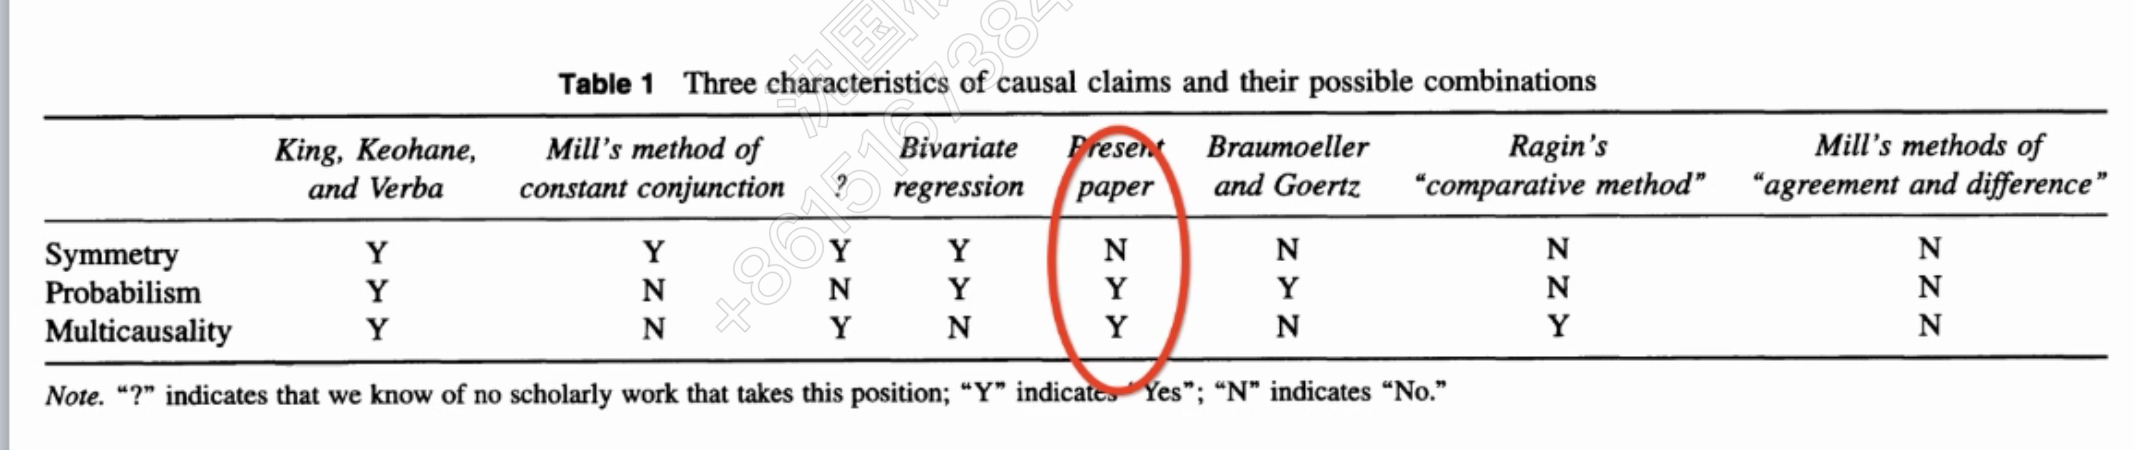 Table 1 Three characteristics of causal claims and their possible combinations
King, Keohane, and Verba
Mill's method of constant conjunction
?
Bivariate regression
Present paper
Braumoeller and Goertz
Ragin's "comparative method"
Mill's methods of "agreement and difference"
Symmetry Y Y Y Y N N N N
Probabilism Y N N Y Y Y N N
Multicausality Y N Y N Y N Y N
Note. "?" indicates that we know of no scholarly work that takes this position; "Y" indicates "Yes"; "N" indicates "No."